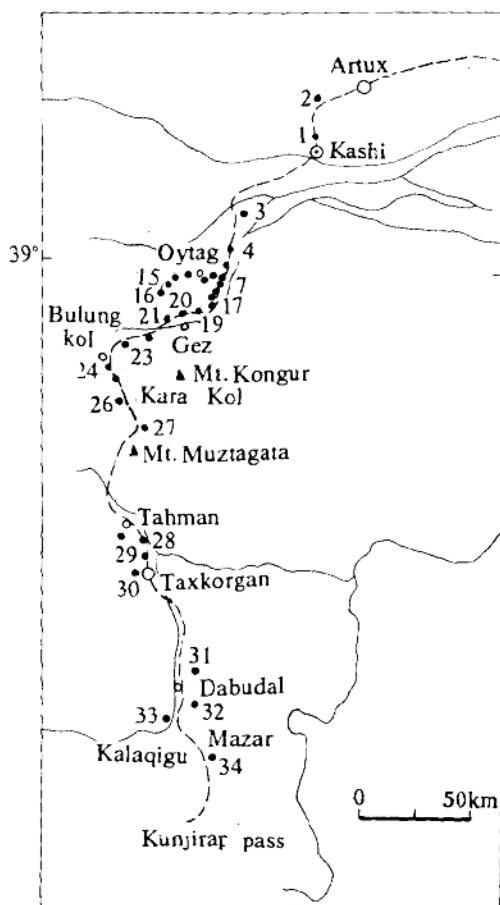 Artux
2
1
Kashi
3
39°
4
Oytag
15
7
16
20
17
Bulung
kol
21
19
23
Gez
24
Mt. Kongur
26
Kara Kol
27
Mt. Muztagata
Tahman
28
29
30
Taxkorgan
31
Dabudal
32
33
Mazar
Kalaqigu
34
0 50km
Kunjirap pass